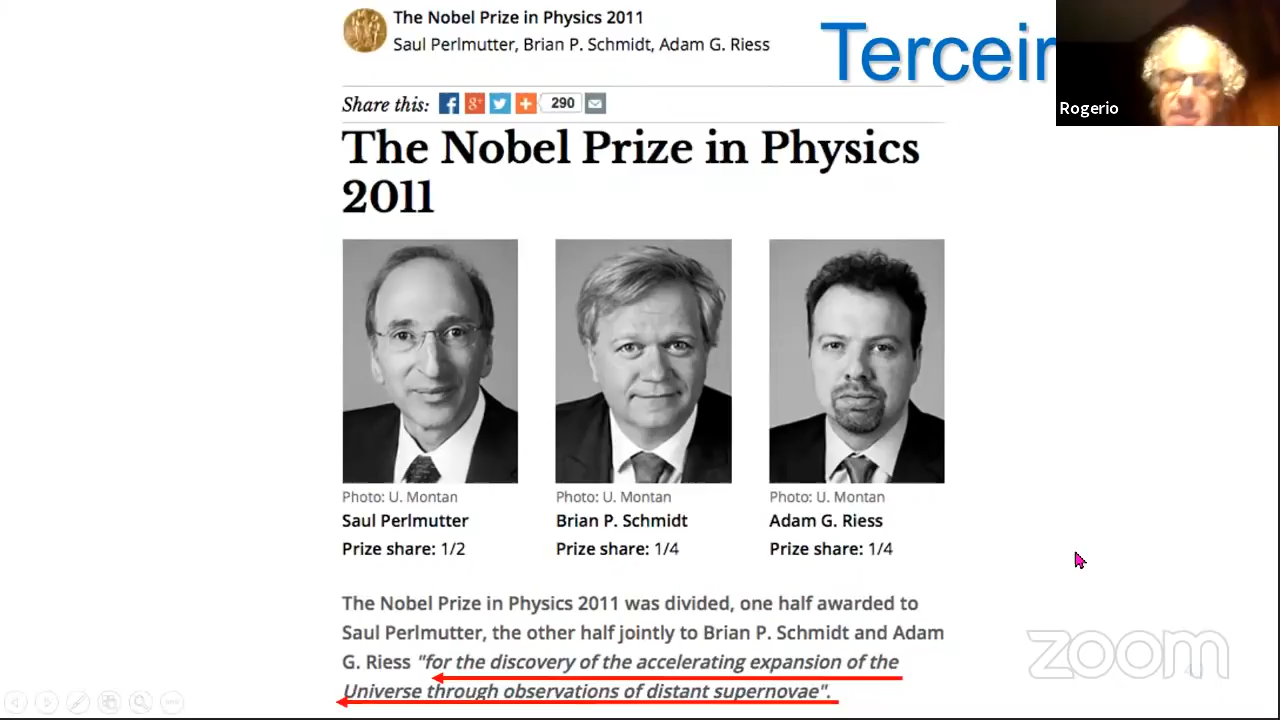 The Nobel Prize in Physics 2011
Saul Perlmutter, Brian P. Schmidt, Adam G. Riess
Terceir
Rogerio
Share this: 290
The Nobel Prize in Physics
2011
Photo: U. Montan
Saul Perlmutter
Prize share: 1/2
Photo: U. Montan
Brian P. Schmidt
Prize share: 1/4
Photo: U. Montan
Adam G. Riess
Prize share: 1/4
The Nobel Prize in Physics 2011 was divided, one half awarded to
Saul Perlmutter, the other half jointly to Brian P. Schmidt and Adam
G. Riess "for the discovery of the accelerating expansion of the
Universe through observations of distant supernovae".
zoom